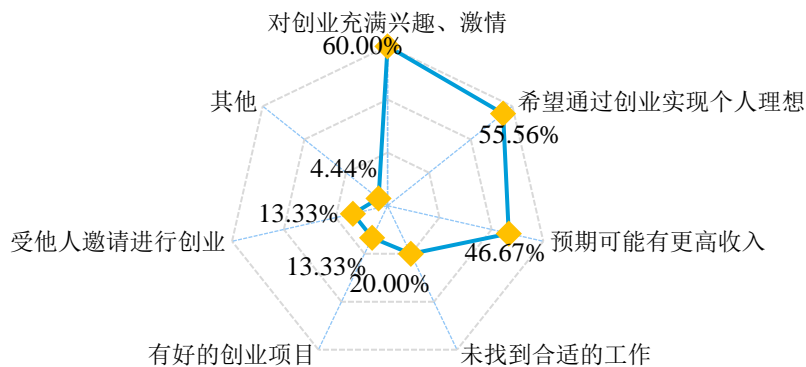 对创业充满兴趣、激情
60.00%
其他
希望通过创业实现个人理想
55.56%
4.44%
13.33%
受他人邀请进行创业
预期可能有更高收入
46.67%
13.33%
20.00%
有好的创业项目
未找到合适的工作